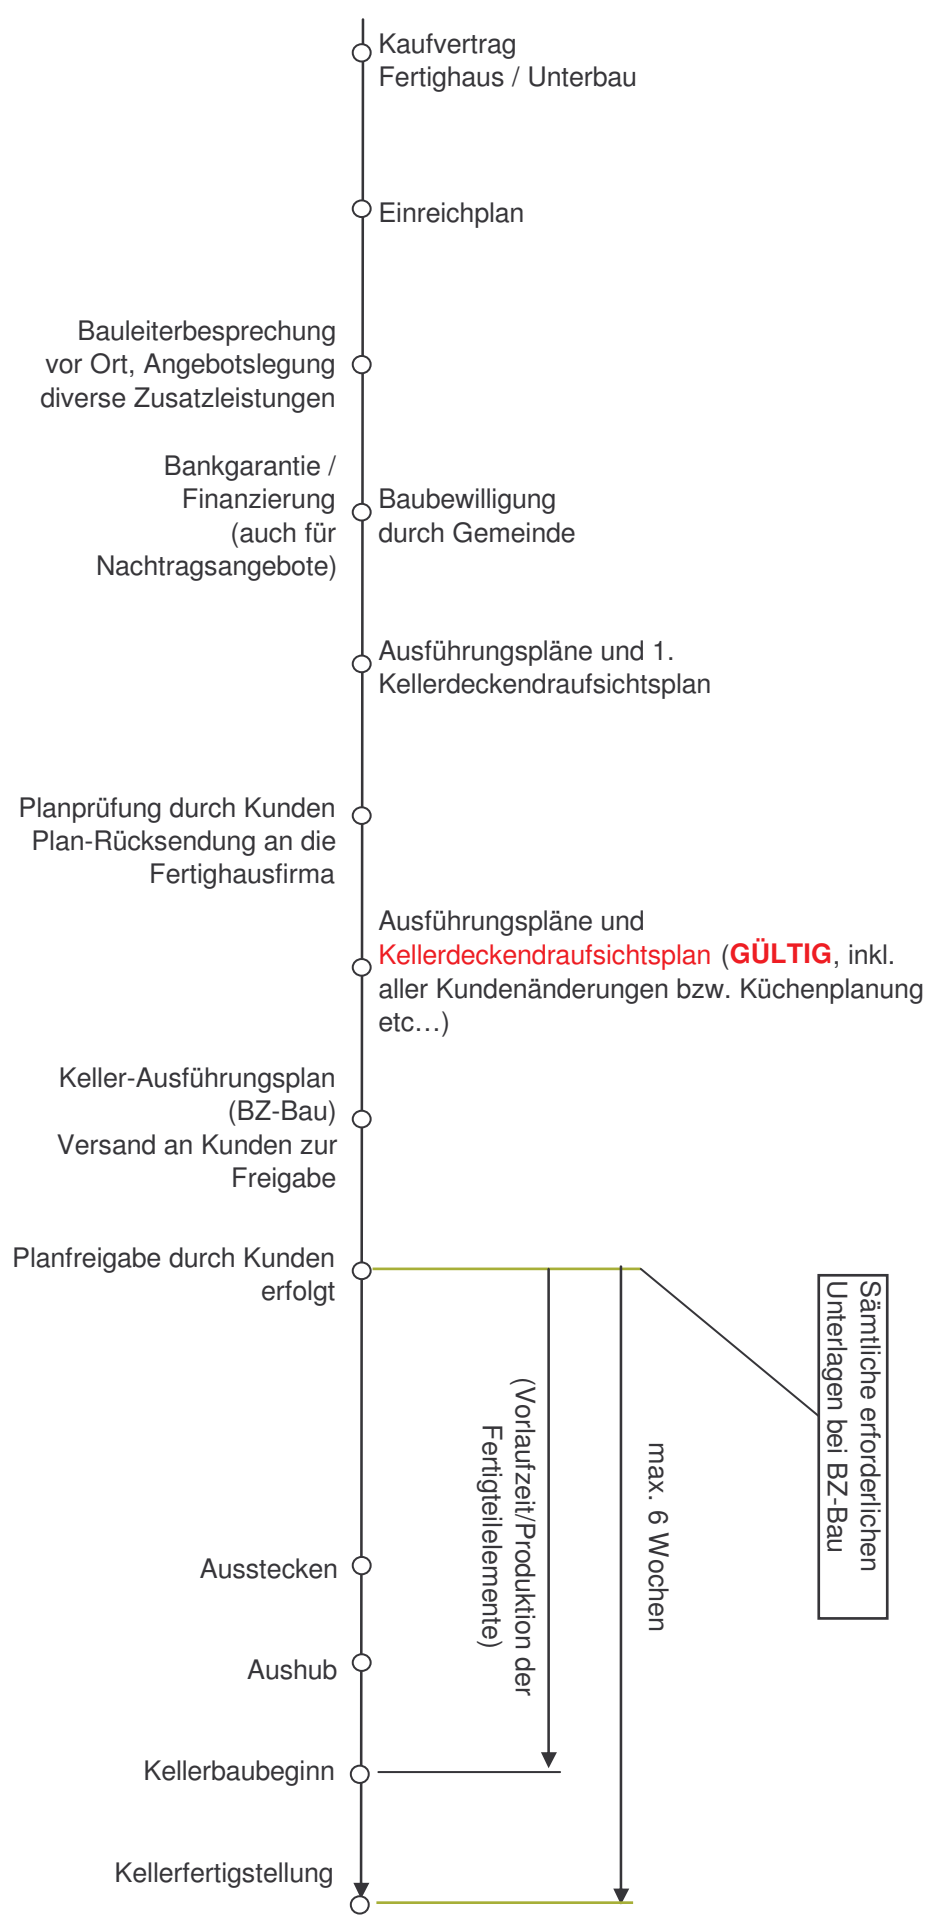 Kaufvertrag
Fertighaus / Unterbau
Einreichplan
Bauleiterbesprechung
vor Ort, Angebotslegung
diverse Zusatzleistungen
Bankgarantie /
Finanzierung
(auch für
Nachtragsangebote)
Baubewilligung
durch Gemeinde
Ausführungspläne und 1.
Kellerdeckendraufsichtsplan
Planprüfung durch Kunden
Plan-Rücksendung an die
Fertighausfirma
Ausführungspläne und
Kellerdeckendraufsichtsplan (GÜLTIG, inkl.
aller Kundenänderungen bzw. Küchenplanung
etc…)
Keller-Ausführungsplan
(BZ-Bau)
Versand an Kunden zur
Freigabe
Planfreigabe durch Kunden
erfolgt
Sämtliche erforderlichen
Unterlagen bei BZ-Bau
(Vorlaufzeit/Produktion der
Fertigteilelemente)
max. 6 Wochen
Ausstecken
Aushub
Kellerbaubeginn
Kellerfertigstellung